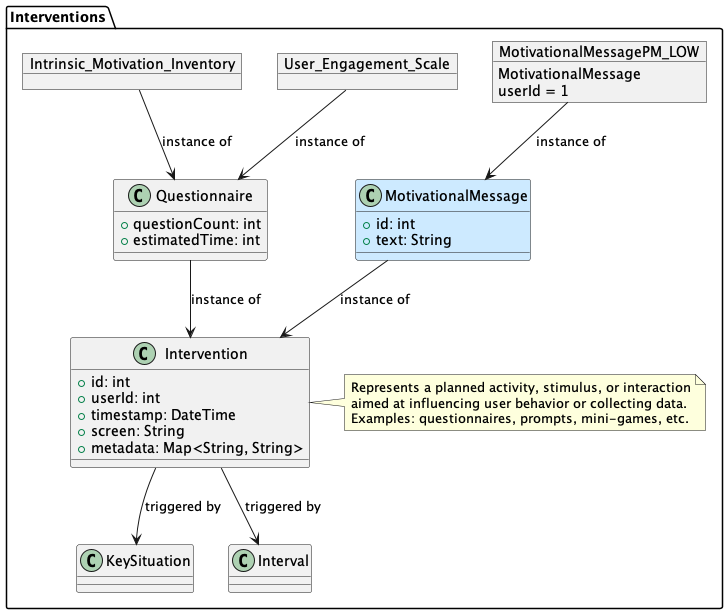 Interventions
Intrinsic_Motivation_Inventory
User_Engagement_Scale
MotivationalMessagePM_LOW
MotivationalMessage
userId = 1
instance of
instance of
instance of
C Questionnaire
questionCount: int
estimatedTime: int
C MotivationalMessage
id: int
text: String
instance of
instance of
C Intervention
id: int
userId: int
timestamp: DateTime
screen: String
metadata: Map<String, String>
Represents a planned activity, stimulus, or interaction
aimed at influencing user behavior or collecting data.
Examples: questionnaires, prompts, mini-games, etc.
triggered by
triggered by
C KeySituation
C Interval